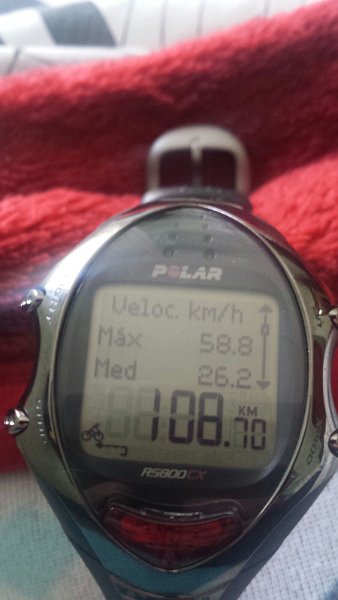 POLAR
Veloc. km/h
Máx 58.8
Med 26.2
108.70 KM
RS800CX